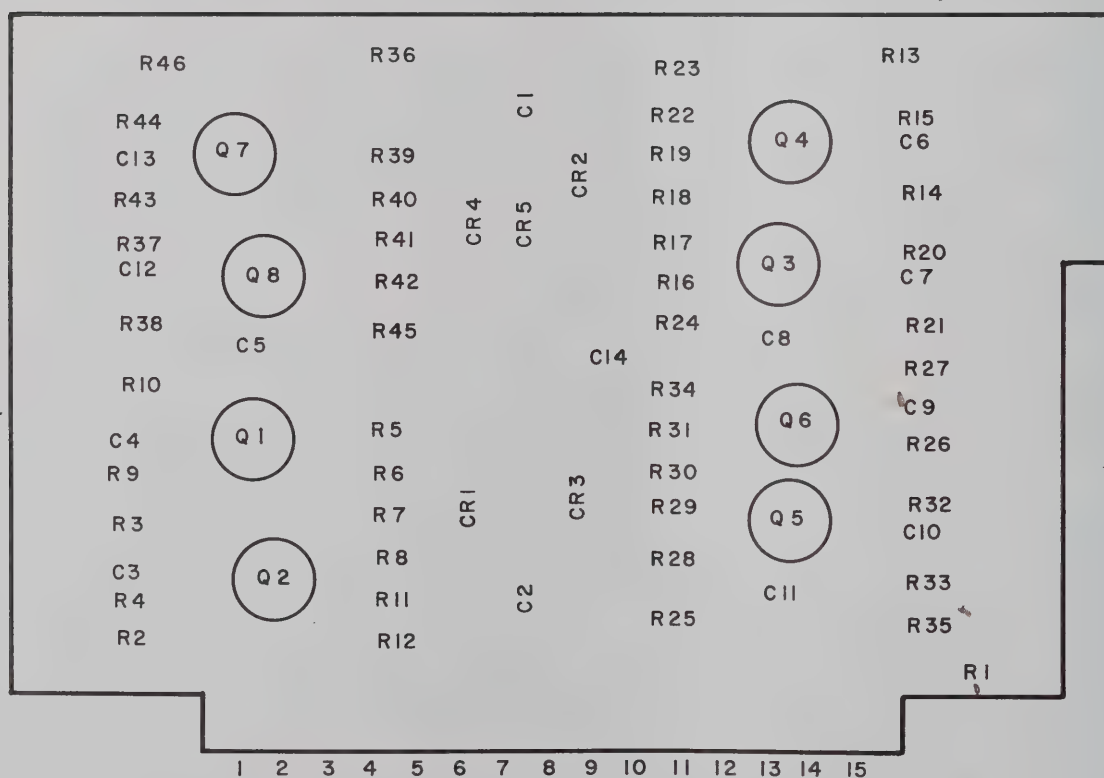 R46 R36 R23 R13
C1
R44 R22 R15
Q7 Q4 C6
C13 R39 R19
CR2
R43 R40 R18 R14
CR4 CR5
R37 R41 R17 R20
C12 Q8 R42 R16 Q3 C7
R38 R45 R24 R21
C5 C8
C14
R27
R10 R34
C9
C4 Q1 R5 R31 Q6 R26
R9 R6 R30
CR1 CR3
R3 R7 R29 Q5 R32
C10
R8 R28
C3 Q2 R33
R4 R11 C2 C11
R25 R35
R2 R12
R1
1 2 3 4 5 6 7 8 9 10 11 12 13 14 15